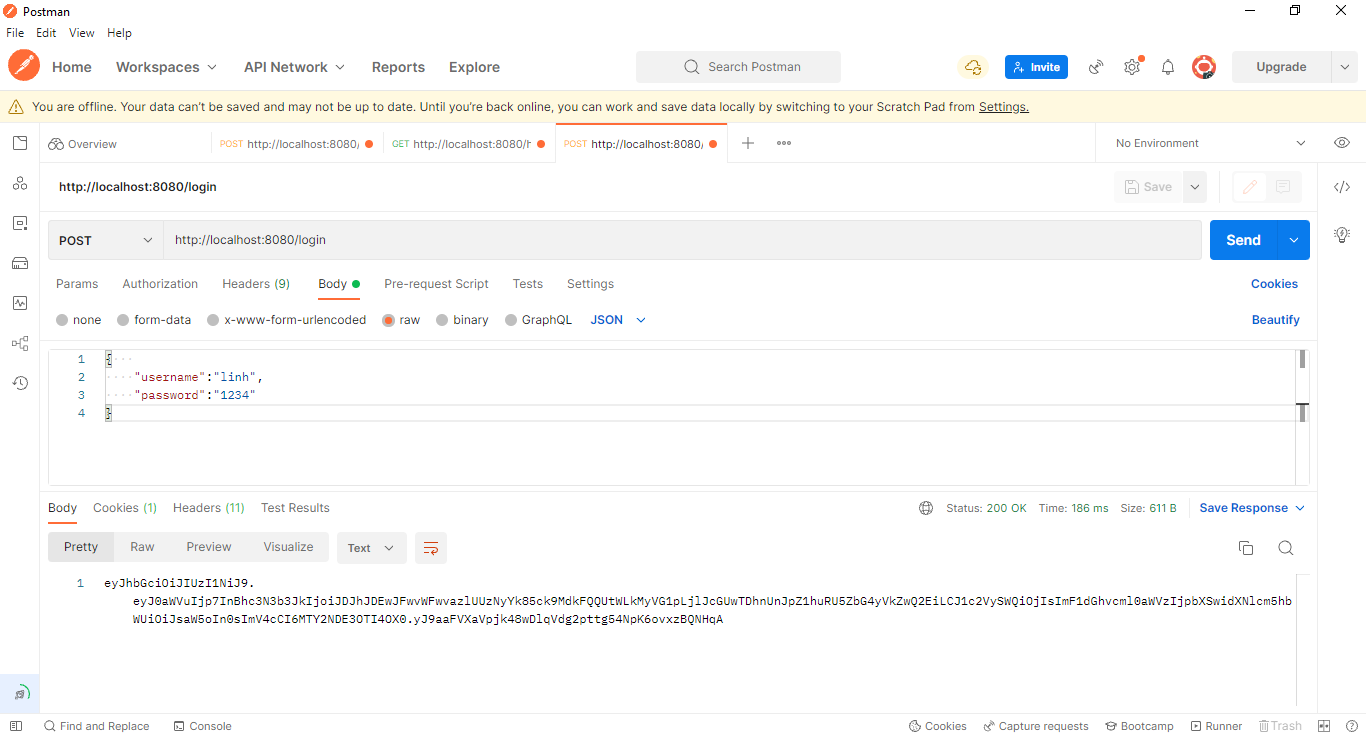 Postman
File Edit View Help
Home Workspaces API Network Reports Explore Search Postman Invite Upgrade
You are offline. Your data can't be saved and may not be up to date. Until you're back online, you can work and save data locally by switching to your Scratch Pad from Settings.
Overview POST http://localhost:8080/ GET http://localhost:8080/h POST http://localhost:8080/ No Environment
http://localhost:8080/login Save
POST http://localhost:8080/login Send
Params Authorization Headers (9) Body Pre-request Script Tests Settings Cookies
none form-data x-www-form-urlencoded raw binary GraphQL JSON Beautify
1 {
2 "username":"linh",
3 "password":"1234"
4 }
Body Cookies (1) Headers (11) Test Results Status: 200 OK Time: 186 ms Size: 611 B Save Response
Pretty Raw Preview Visualize Text
1 eyJhbGciOiJIUzI1NiJ9.
eyJ0aWVuIjp7InBhc3N3b3JkIjoiJDJhJDEwJFwvWFwvazlUUzNyYk85ck9MdkFQQUtWLkMyVG1pLjlJcGUwTDhnUnJpZ1huRU5ZbG4yVkZwQ2EiLCJ1c2VySWQiOjIsImF1dGhvcml0aWVzIjpbXSwidXNlcm5hb
WUiOiJsaW5oIn0sImV4cCI6MTY2NDE3OTI4OX0.yJ9aaFVXaVpjk48wDlqVdg2pttg54NpK6ovxzBQNHqA
Find and Replace Console Cookies Capture requests Bootcamp Runner Trash